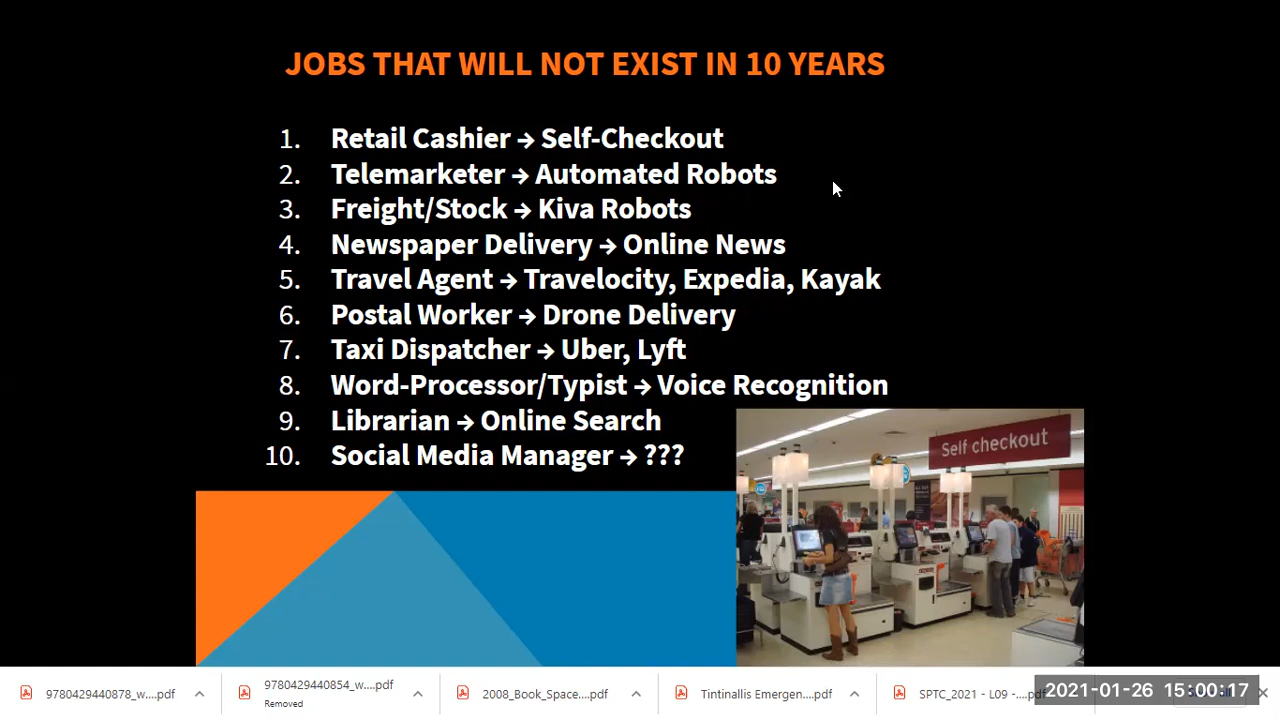 JOBS THAT WILL NOT EXIST IN 10 YEARS
1. Retail Cashier → Self-Checkout
2. Telemarketer → Automated Robots
3. Freight/Stock → Kiva Robots
4. Newspaper Delivery → Online News
5. Travel Agent → Travelocity, Expedia, Kayak
6. Postal Worker → Drone Delivery
7. Taxi Dispatcher → Uber, Lyft
8. Word-Processor/Typist → Voice Recognition
9. Librarian → Online Search
10. Social Media Manager → ???
Self checkout
9780429440878_w....pdf
9780429440854_w....pdf
Removed
2008_Book_Space....pdf
Tintinallis Emergen....pdf
SPTC_2021 - L09 -....pdf
2021-01-26 15:00:17